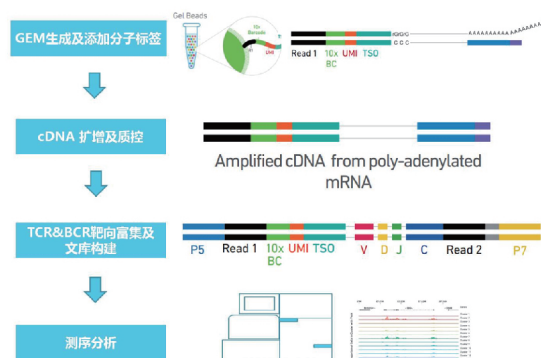 GEM生成及添加分子标签
Gel Beads
10x
Barcode
UMI
Read 1 10x UMI TSO
BC
cDNA 扩增及质控
Amplified cDNA from poly-adenylated
mRNA
TCR&BCR靶向富集及
文库构建
P5 Read 1 10x UMI TSO V D J C Read 2 P7
BC
测序分析